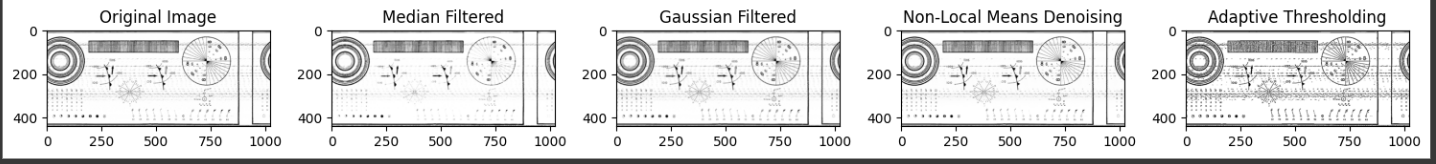 Original Image
Median Filtered
Gaussian Filtered
Non-Local Means Denoising
Adaptive Thresholding
0
200
400
0 250 500 750 1000
0
200
400
0 250 500 750 1000
0
200
400
0 250 500 750 1000
0
200
400
0 250 500 750 1000
0
200
400
0 250 500 750 1000